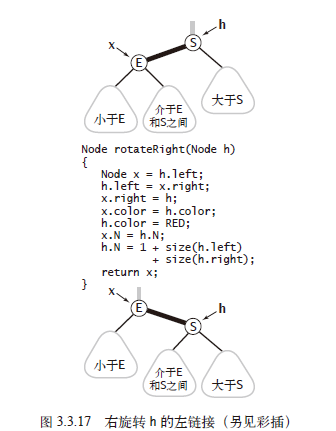 h
x
S
E
小于E
介于E
和S之间
大于S
Node rotateRight(Node h)
{
Node x = h.left;
h.left = x.right;
x.right = h;
x.color = h.color;
h.color = RED;
x.N = h.N;
h.N = 1 + size(h.left)
+ size(h.right);
return x;
}
x
E
h
S
小于E
介于E
和S之间
大于S
图 3.3.17 右旋转 h 的左链接（另见彩插）